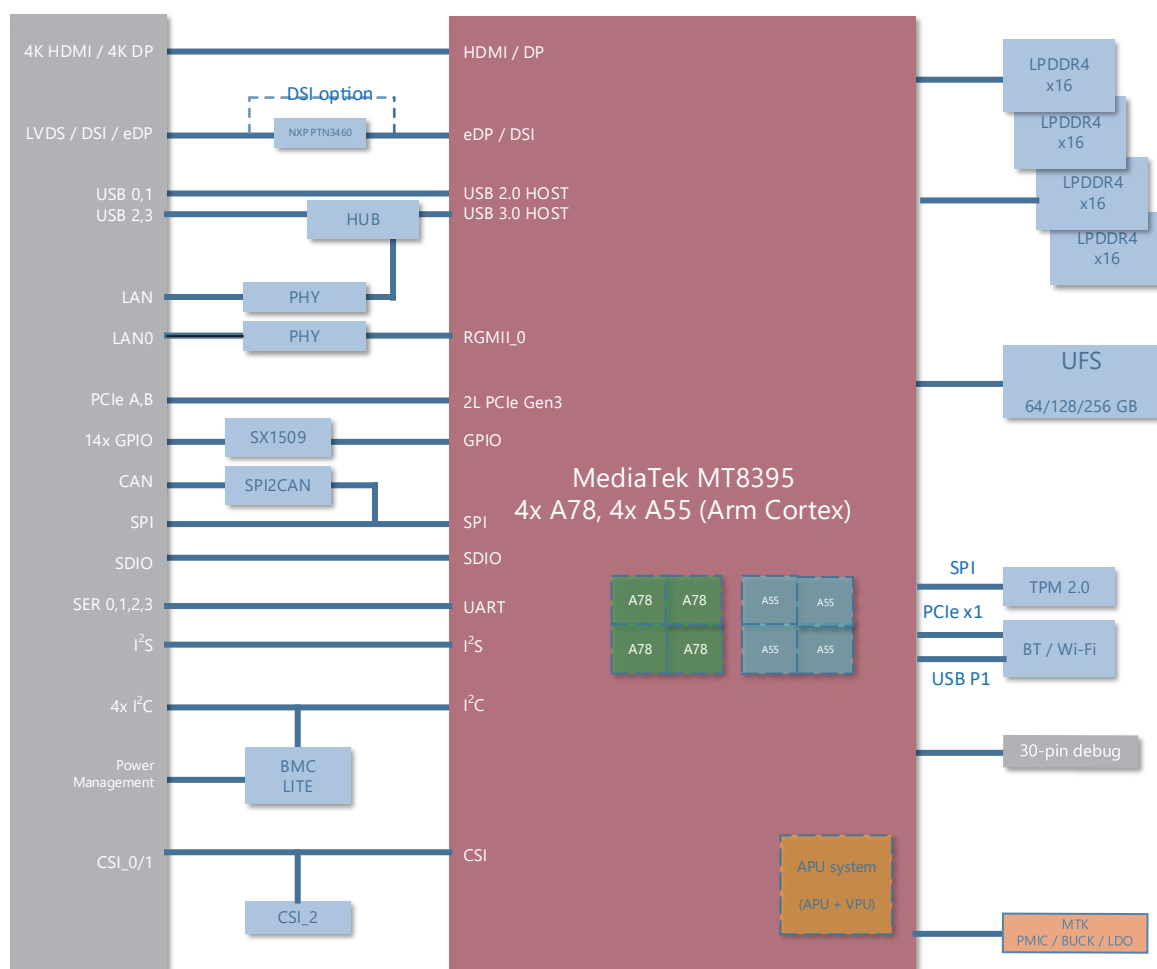 4K HDMI / 4K DP
HDMI / DP
DSI option
LVDS / DSI / eDP
NXP PTN3460
eDP / DSI
USB 0,1
USB 2.0 HOST
USB 2,3
HUB
USB 3.0 HOST
LAN
PHY
LAN0
PHY
RGMII_0
PCIe A,B
2L PCIe Gen3
14x GPIO
SX1509
GPIO
CAN
SPI2CAN
SPI
SPI
SDIO
SDIO
SER 0,1,2,3
UART
I²S
I²S
4x I²C
I²C
Power
Management
BMC
LITE
CSI_0/1
CSI
CSI_2
MediaTek MT8395
4x A78, 4x A55 (Arm Cortex)
A78
A78
A55
A55
A78
A78
A55
A55
APU system
(APU + VPU)
LPDDR4
x16
LPDDR4
x16
LPDDR4
x16
LPDDR4
x16
UFS
64/128/256 GB
SPI
TPM 2.0
PCIe x1
BT / Wi-Fi
USB P1
30-pin debug
MTK
PMIC / BUCK / LDO